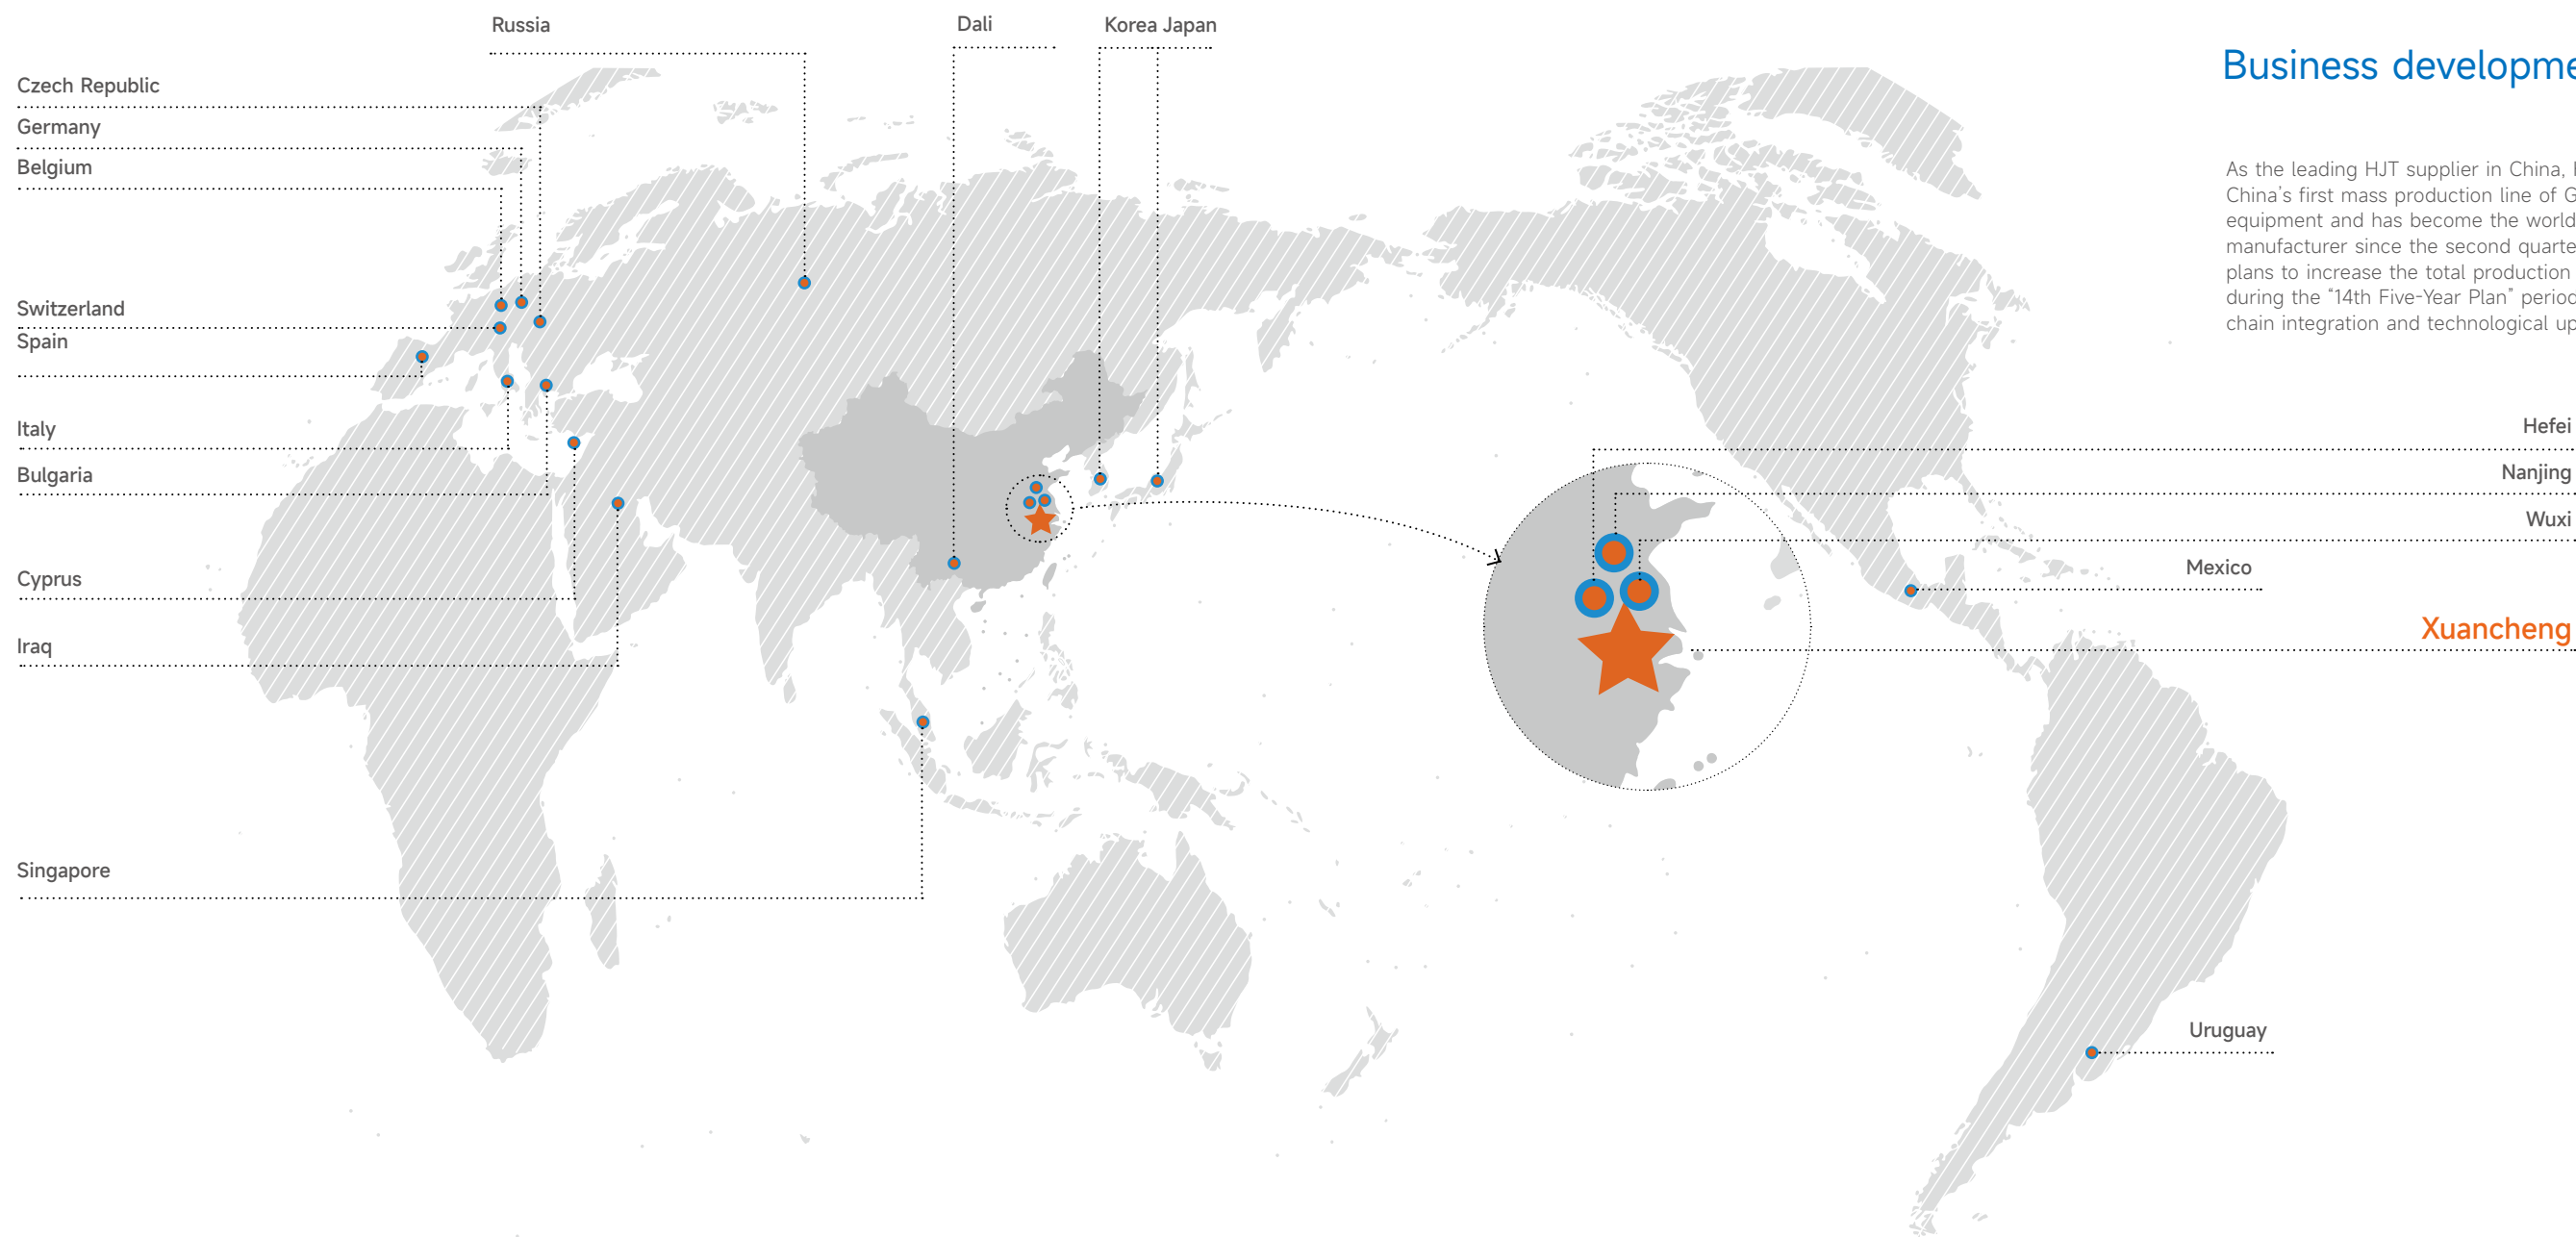 Russia
Dali
Korea Japan
Czech Republic
Germany
Belgium
Switzerland
Spain
Italy
Bulgaria
Cyprus
Iraq
Singapore
Business developme
As the leading HJT supplier in China,
China's first mass production line of G
equipment and has become the world
manufacturer since the second quarte
plans to increase the total production
during the “14th Five-Year Plan” period
chain integration and technological up
Hefei
Nanjing
Wuxi
Mexico
Xuancheng
Uruguay